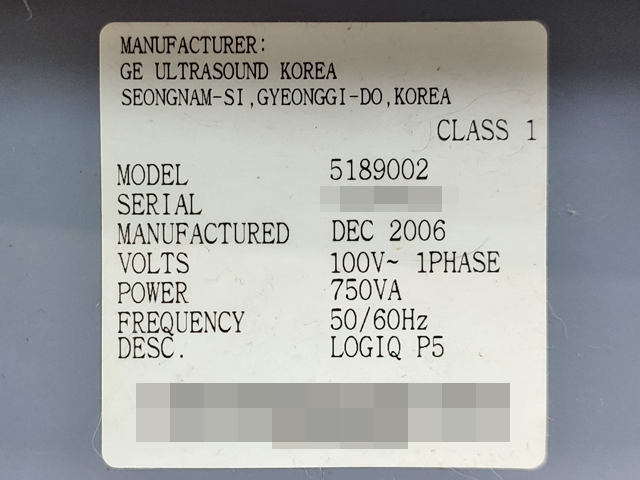 MANUFACTURER:
GE ULTRASOUND KOREA
SEONGNAM-SI,GYEONGGI-DO,KOREA
CLASS 1
MODEL 5189002
SERIAL
MANUFACTURED DEC 2006
VOLTS 100V~ 1PHASE
POWER 750VA
FREQUENCY 50/60Hz
DESC. LOGIQ P5